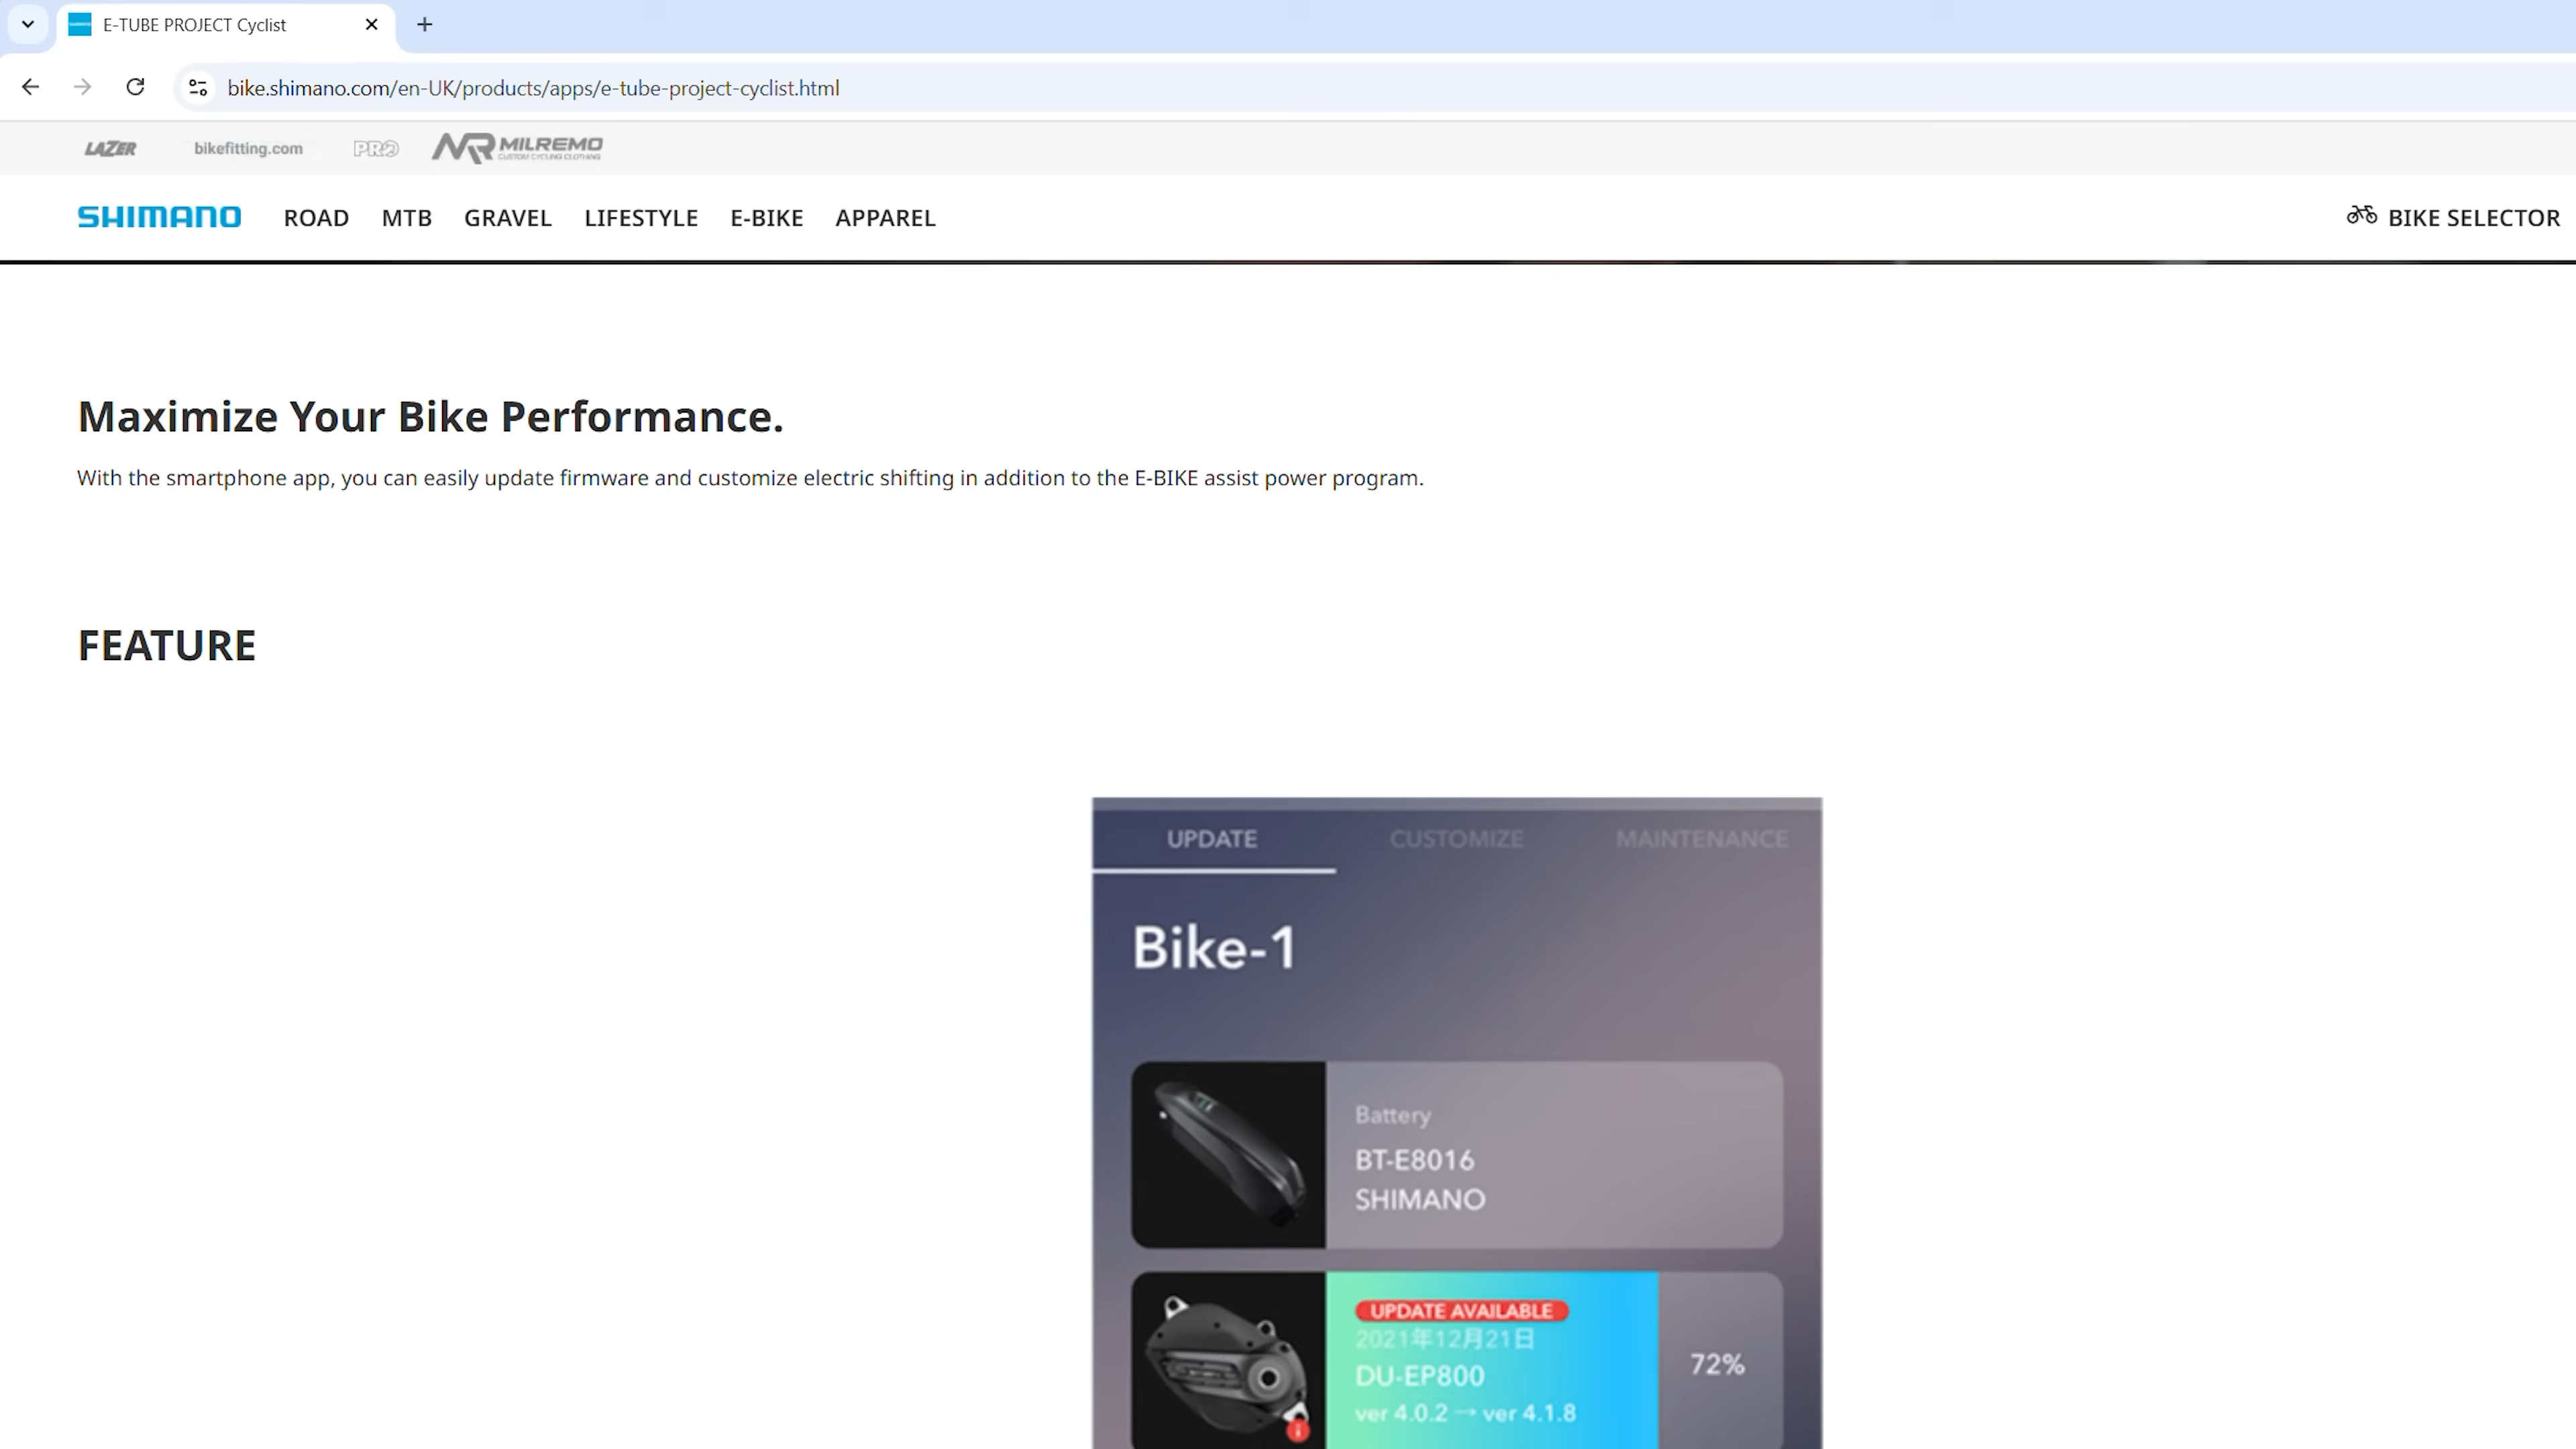 E-TUBE PROJECT Cyclist
bike.shimano.com/en-UK/products/apps/e-tube-project-cyclist.html
LAZER bikefitting.com PRO MR MILREMO
CUSTOM CYCLING CLOTHING
SHIMANO ROAD MTB GRAVEL LIFESTYLE E-BIKE APPAREL BIKE SELECTOR
Maximize Your Bike Performance.
With the smartphone app, you can easily update firmware and customize electric shifting in addition to the E-BIKE assist power program.
FEATURE
UPDATE CUSTOMIZE MAINTENANCE
Bike-1
Battery
BT-E8016
SHIMANO
UPDATE AVAILABLE
2021年12月21日
DU-EP800
72%
ver 4.0.2 → ver 4.1.8